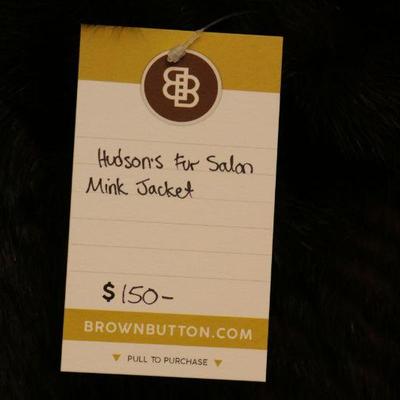 BB
Hudson's Fur Salon
Mink Jacket
$150-
BROWNBUTTON.COM
▼ PULL TO PURCHASE ▼